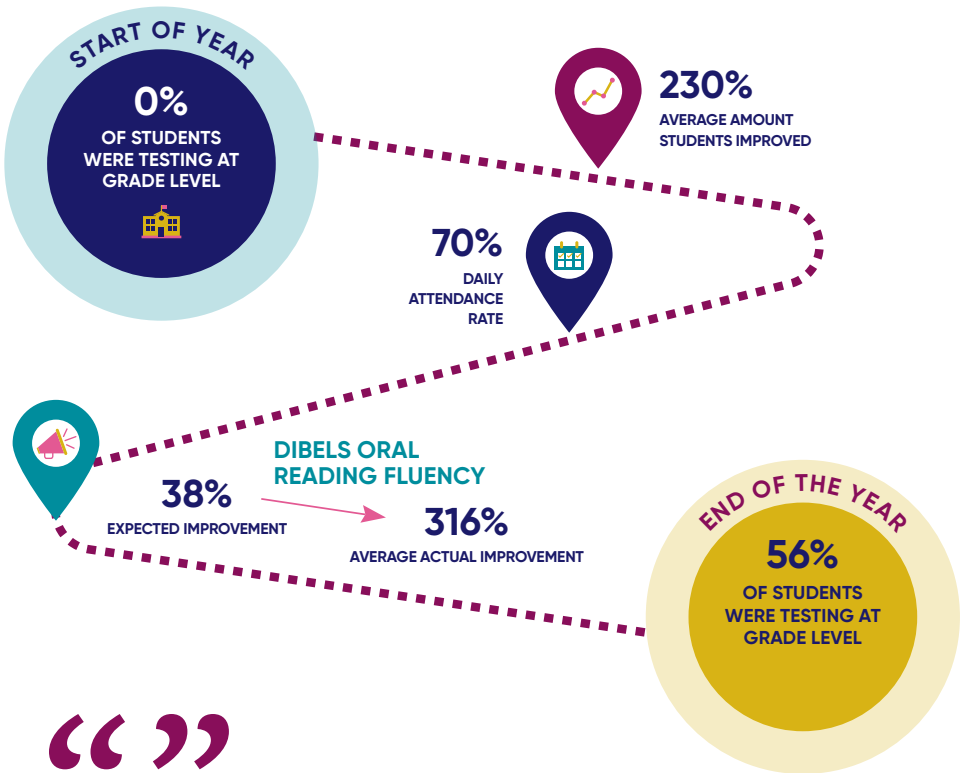 START OF YEAR
0%
OF STUDENTS
WERE TESTING AT
GRADE LEVEL
230%
AVERAGE AMOUNT
STUDENTS IMPROVED
70%
DAILY
ATTENDANCE
RATE
DIBELS ORAL
READING FLUENCY
38%
EXPECTED IMPROVEMENT
316%
AVERAGE ACTUAL IMPROVEMENT
END OF THE YEAR
56%
OF STUDENTS
WERE TESTING AT
GRADE LEVEL
“ ”